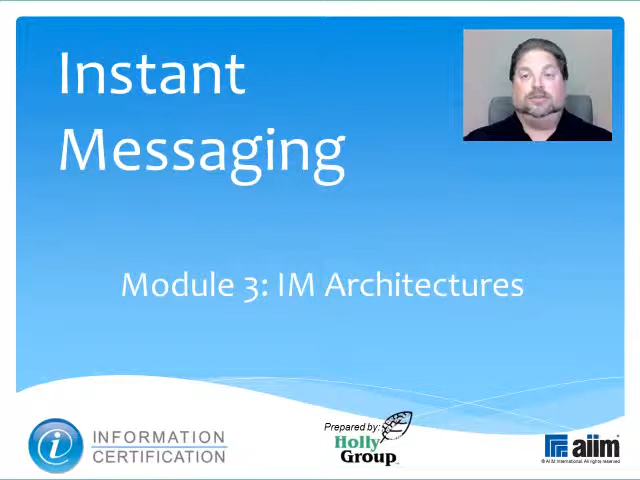 Instant
Messaging
Module 3: IM Architectures
i INFORMATION
CERTIFICATION
Prepared by:
Holly
Group
aiim
© AIIM International. All rights reserved